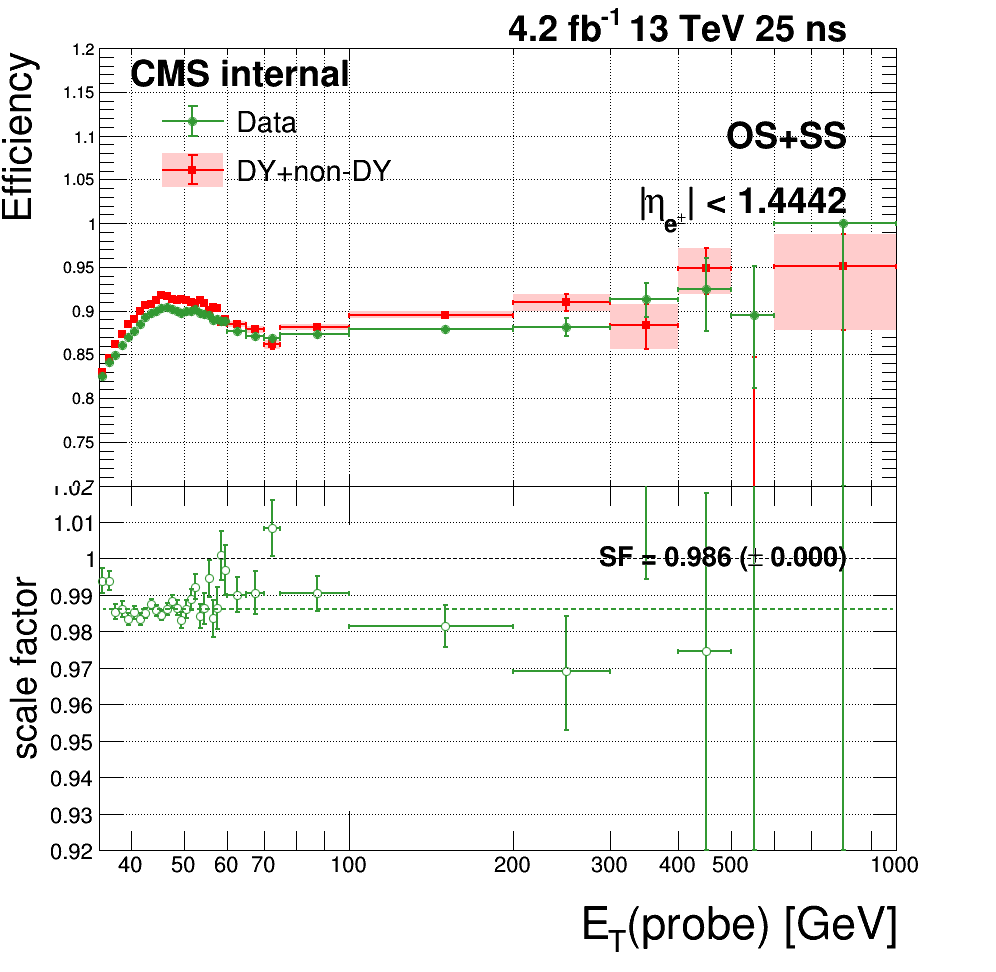 4.2 fb⁻¹ 13 TeV 25 ns
Efficiency
1.2
1.15
1.1
1.05
1
0.95
0.9
0.85
0.8
0.75
CMS internal
Data
DY+non-DY
OS+SS
|η_e±| < 1.4442
scale factor
1.02
1.01
1
0.99
0.98
0.97
0.96
0.95
0.94
0.93
0.92
SF = 0.986 (± 0.000)
40 50 60 70 100 200 300 400 500 1000
E_T(probe) [GeV]